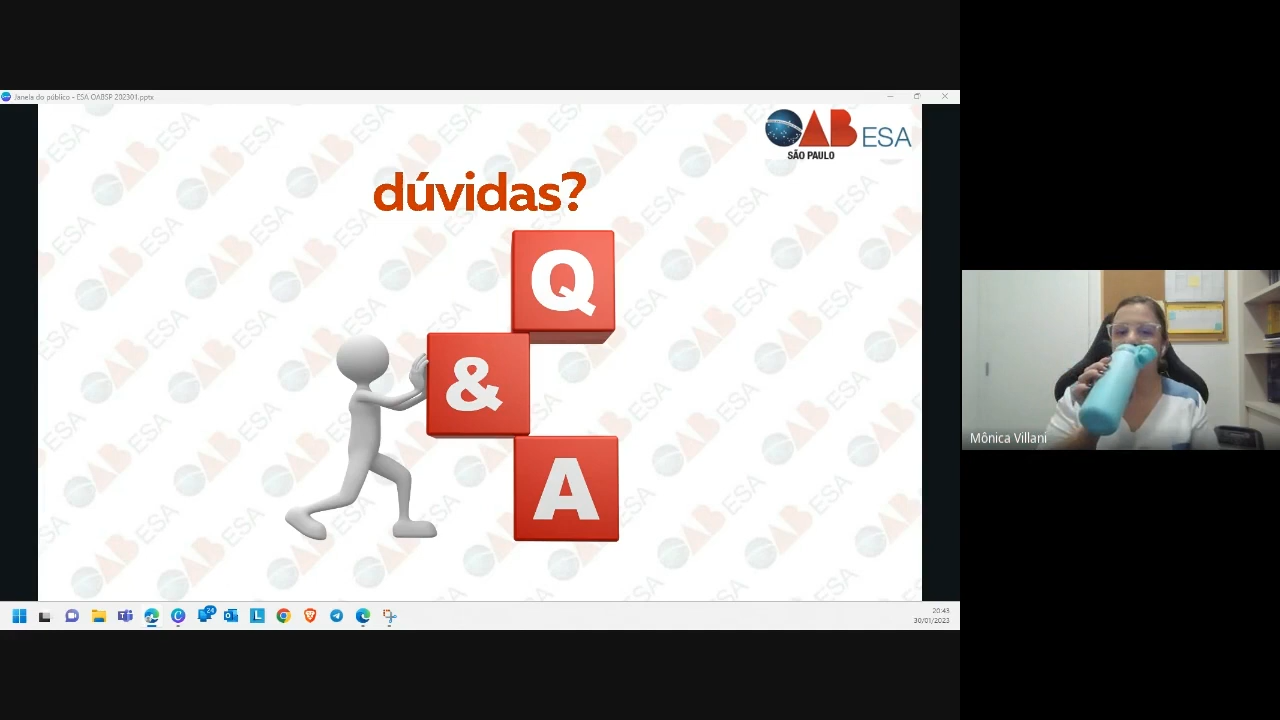 Janela do público - ESA OABSP 202301.pptx
OAB ESA
SÃO PAULO
dúvidas?
Q
&
A
Mônica Villani
24
L
20:43
30/01/2023